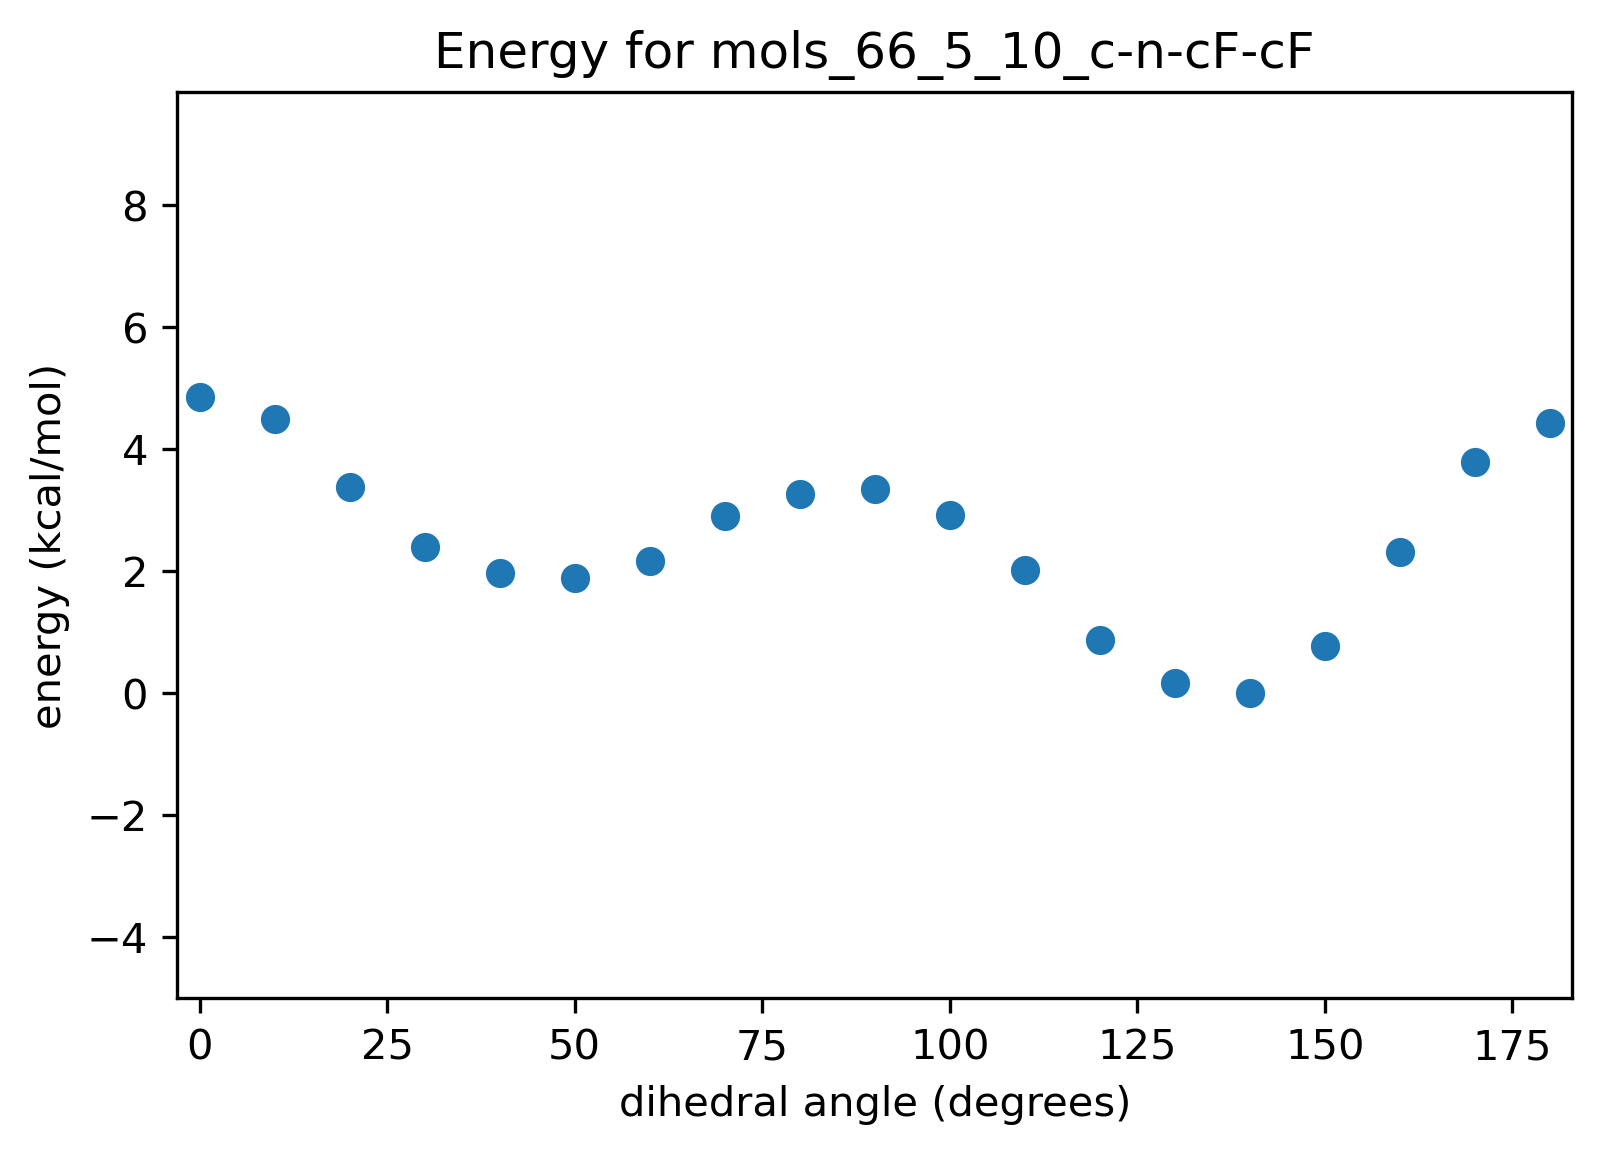 Energy for mols_66_5_10_c-n-cF-cF
8
6
4
2
0
−2
−4
energy (kcal/mol)
0 25 50 75 100 125 150 175
dihedral angle (degrees)